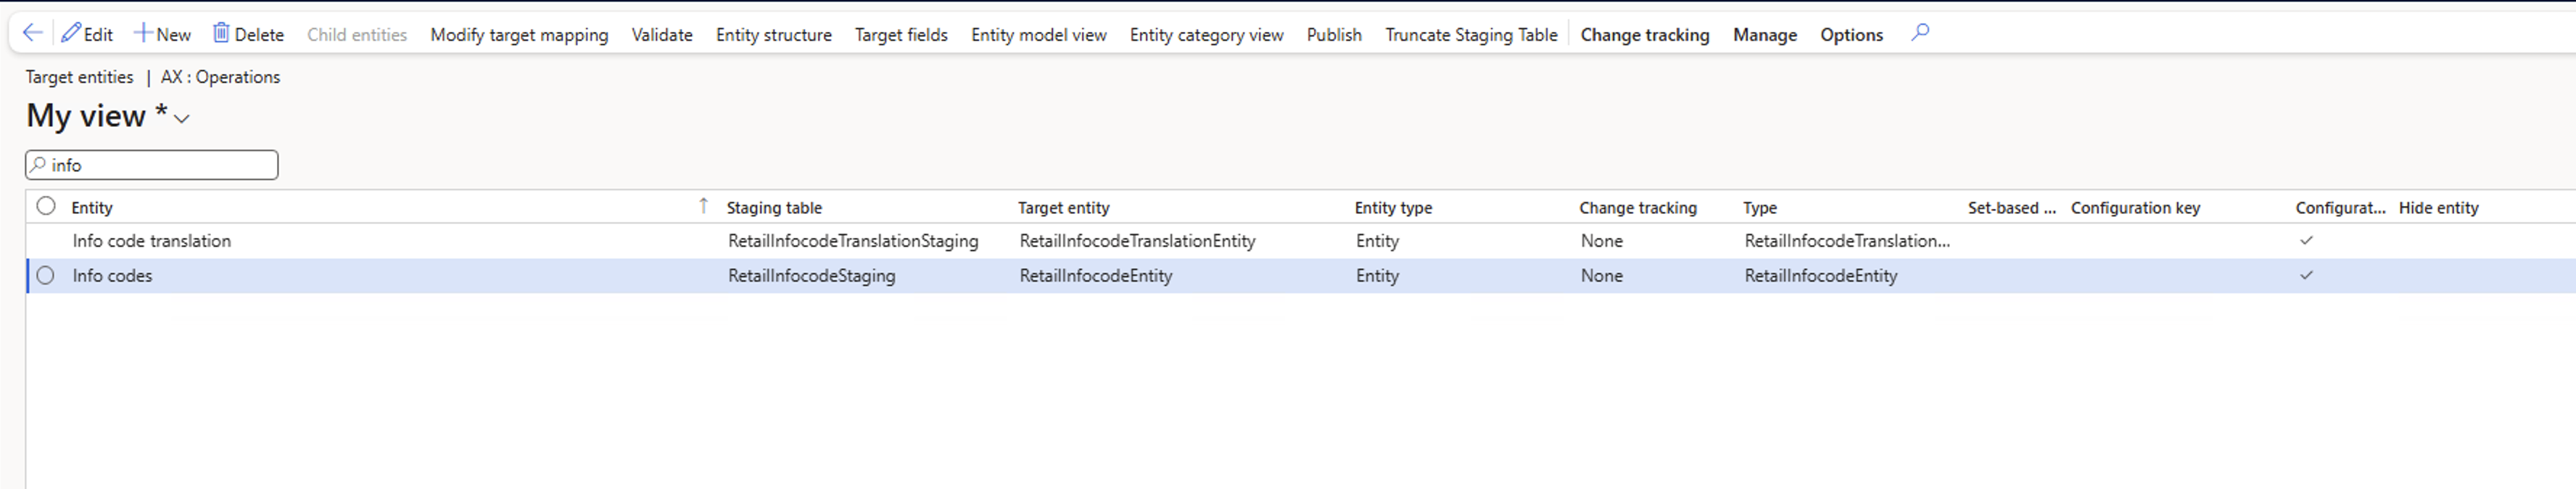 Edit New Delete Child entities Modify target mapping Validate Entity structure Target fields Entity model view Entity category view Publish Truncate Staging Table Change tracking Manage Options
Target entities | AX : Operations
My view *
info
Entity Staging table Target entity Entity type Change tracking Type Set-based ... Configuration key Configurat... Hide entity
Info code translation RetailInfocodeTranslationStaging RetailInfocodeTranslationEntity Entity None RetailInfocodeTranslation...
Info codes RetailInfocodeStaging RetailInfocodeEntity Entity None RetailInfocodeEntity